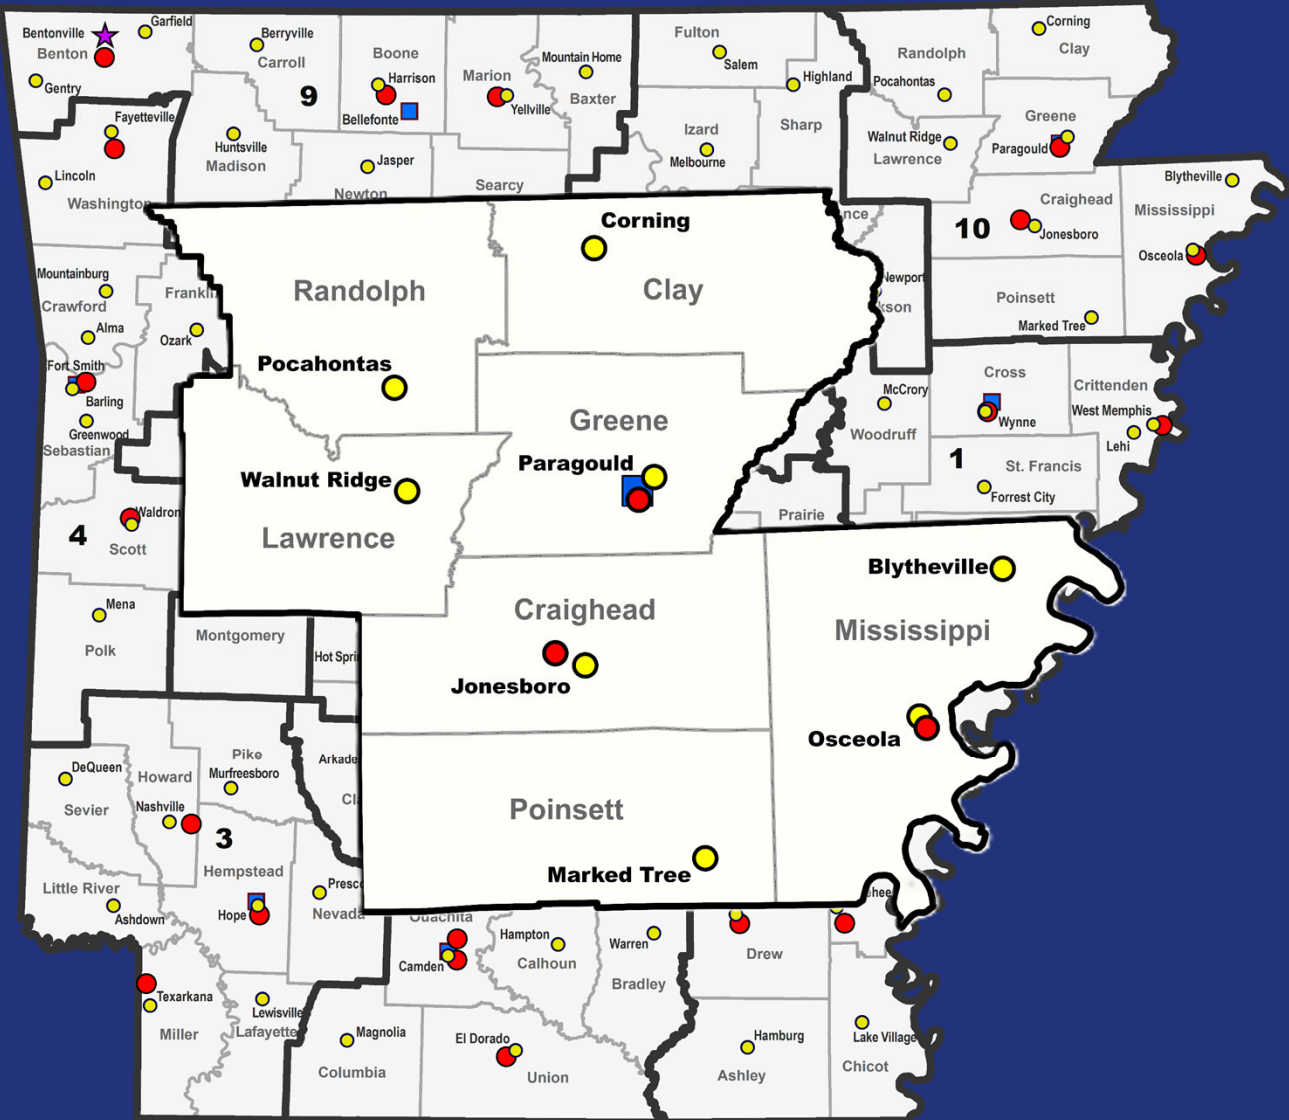 Bentonville
Benton
Garfield
Gentry
Berryville
Carroll
9
Boone
Harrison
Bellefonte
Marion
Yellville
Mountain Home
Baxter
Fulton
Salem
Highland
Sharp
Izard
Melbourne
Randolph
Pocahontas
Corning
Clay
Greene
Paragould
Walnut Ridge
Lawrence
Fayetteville
Lincoln
Washington
Huntsville
Madison
Jasper
Newton
Searcy
Blytheville
Mississippi
Craighead
10
Jonesboro
Osceola
Poinsett
Marked Tree
Newport
Mountainburg
Crawford
Alma
Ozark
Fort Smith
Barling
Greenwood
Sebastian
Waldron
4
Scott
Mena
Polk
Montgomery
Randolph
Corning
Clay
Pocahontas
Greene
Paragould
Walnut Ridge
Lawrence
Craighead
Jonesboro
Blytheville
Mississippi
Osceola
Poinsett
Marked Tree
McCrory
Woodruff
Cross
Wynne
Crittenden
West Memphis
Lehi
1
St. Francis
Forrest City
Prairie
DeQueen
Sevier
Howard
Nashville
Pike
Murfreesboro
3
Hempstead
Hope
Little River
Ashdown
Nevada
Texarkana
Miller
Lewisville
Lafayette
Ouachita
Camden
Hampton
Calhoun
Warren
Bradley
Drew
Magnolia
Columbia
El Dorado
Union
Hamburg
Ashley
Lake Village
Chicot